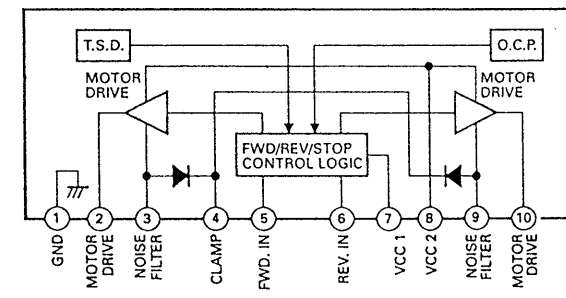 T.S.D.
O.C.P.
MOTOR
DRIVE
MOTOR
DRIVE
FWD/REV/STOP
CONTROL LOGIC
1
2
3
4
5
6
7
8
9
10
GND
MOTOR
DRIVE
NOISE
FILTER
CLAMP
FWD. IN
REV. IN
VCC 1
VCC 2
NOISE
FILTER
MOTOR
DRIVE